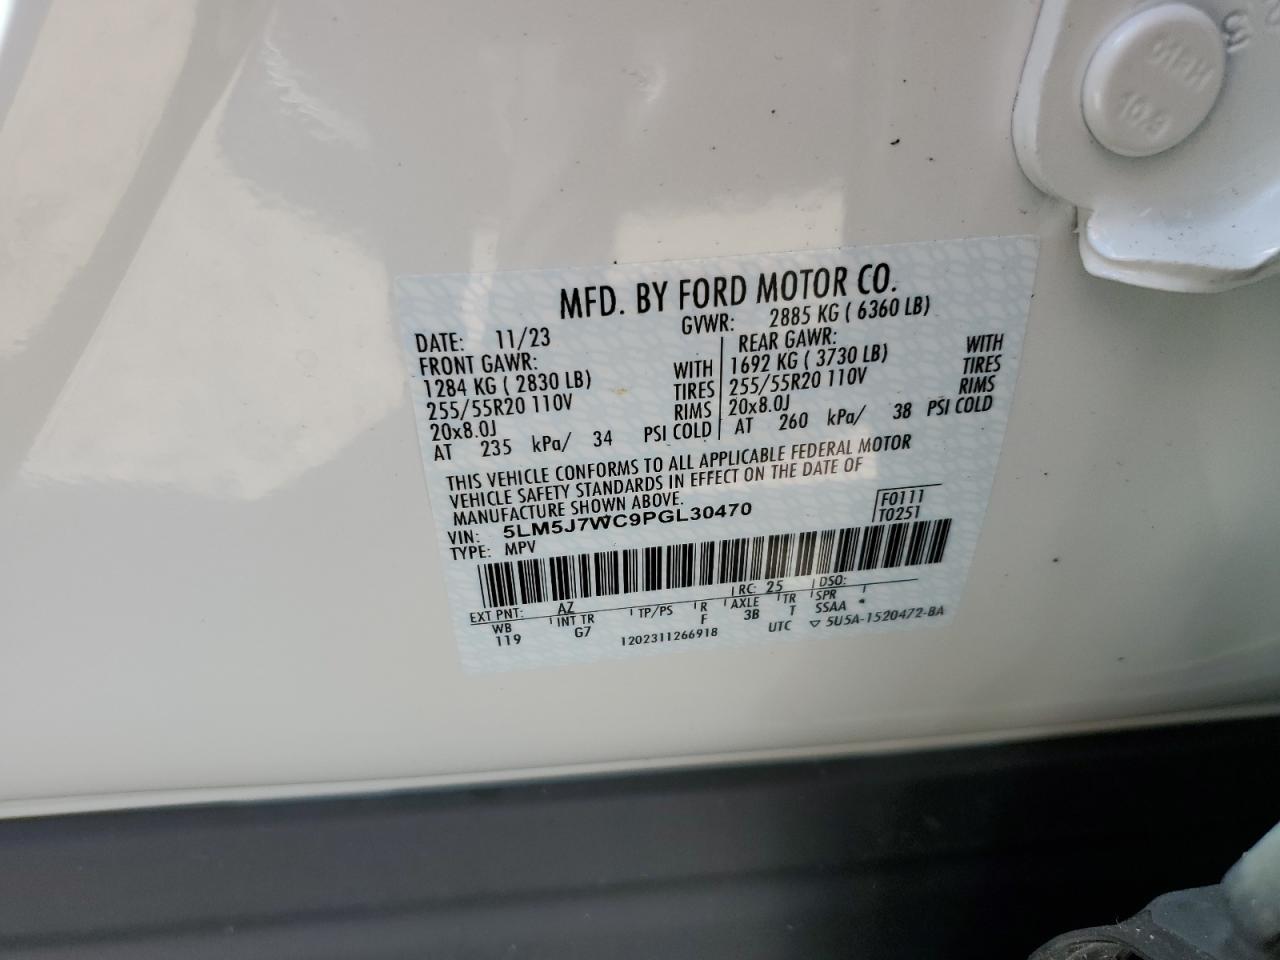 MFD. BY FORD MOTOR CO.
DATE: 11/23 GVWR: 2885 KG ( 6360 LB)
FRONT GAWR: REAR GAWR:
1284 KG ( 2830 LB) WITH 1692 KG ( 3730 LB) WITH
255/55R20 110V TIRES 255/55R20 110V TIRES
20x8.0J RIMS 20x8.0J RIMS
AT 235 kPa/ 34 PSI COLD AT 260 kPa/ 38 PSI COLD
THIS VEHICLE CONFORMS TO ALL APPLICABLE FEDERAL MOTOR
VEHICLE SAFETY STANDARDS IN EFFECT ON THE DATE OF
MANUFACTURE SHOWN ABOVE.
VIN: 5LM5J7WC9PGL30470 F0111
TYPE: MPV T0251
EXT PNT: AZ RC: 25 DSO:
WB INT TR TP/PS R AXLE TR SPR
119 G7 F 3B T SSAA *
1202311266918 UTC ▽ 5U5A-1520472-BA
10.9